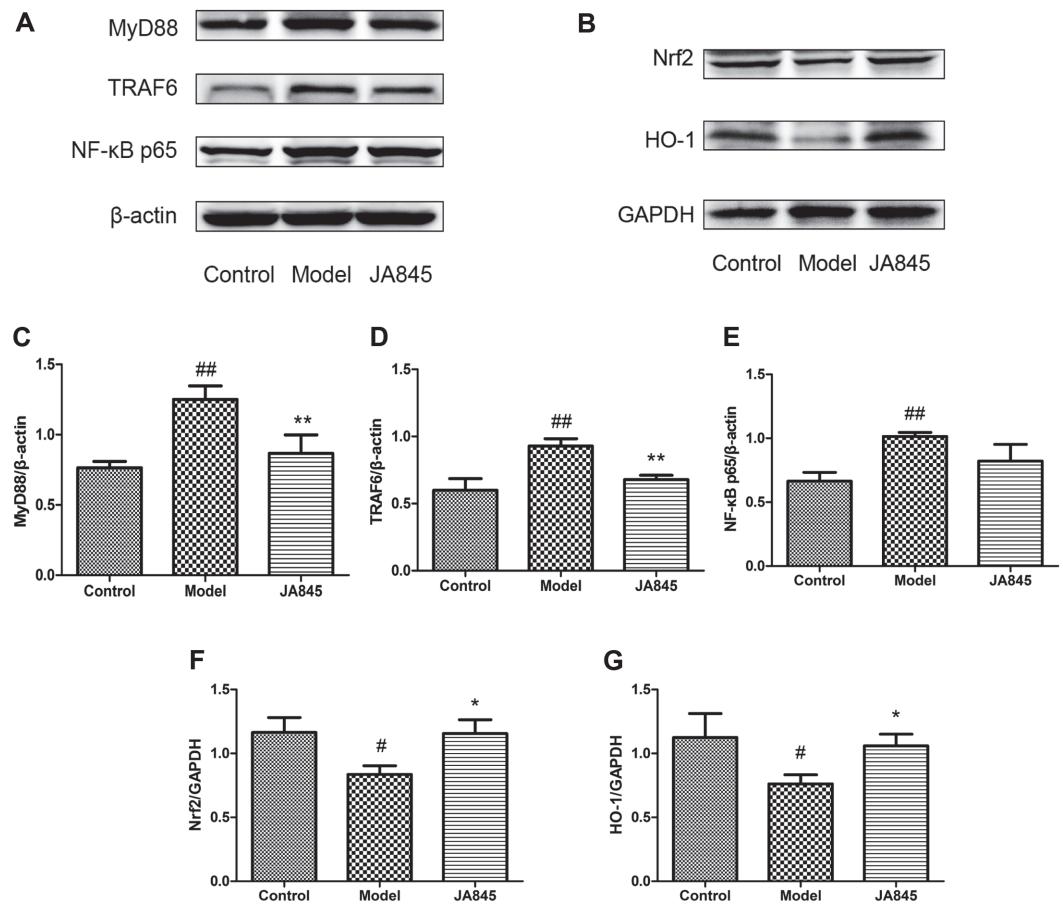 A
MyD88
TRAF6
NF-κB p65
β-actin
Control Model JA845
B
Nrf2
HO-1
GAPDH
Control Model JA845
C
MyD88/β-actin
1.5
1.0
0.5
0.0
##
**
Control Model JA845
D
TRAF6/β-actin
1.5
1.0
0.5
0.0
##
**
Control Model JA845
E
NF-κB p65/β-actin
1.5
1.0
0.5
0.0
##
Control Model JA845
F
Nrf2/GAPDH
1.5
1.0
0.5
0.0
#
*
Control Model JA845
G
HO-1/GAPDH
1.5
1.0
0.5
0.0
#
*
Control Model JA845